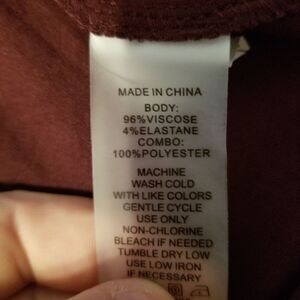 MADE IN CHINA
BODY:
96%VISCOSE
4%ELASTANE
COMBO:
100%POLYESTER
MACHINE
WASH COLD
WITH LIKE COLORS
GENTLE CYCLE
USE ONLY
NON-CHLORINE
BLEACH IF NEEDED
TUMBLE DRY LOW
USE LOW IRON
IF NECESSARY